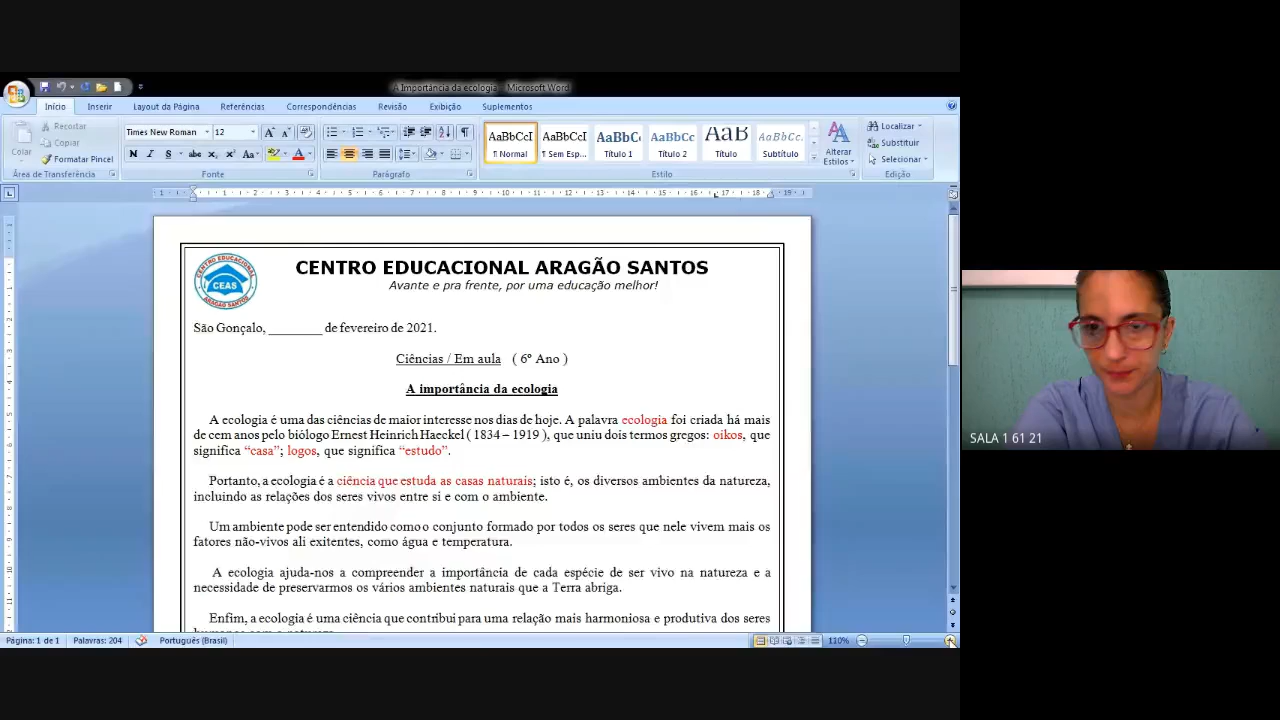 A Importância da ecologia - Microsoft Word
Início Inserir Layout da Página Referências Correspondências Revisão Exibição Suplementos
Colar
Recortar
Copiar
Formatar Pincel
Área de Transferência
Times New Roman 12
Fonte
Parágrafo
AaBbCcI AaBbCcI AaBbC AaBbCc AaB AaBbCc.
¶ Normal ¶ Sem Esp... Título 1 Título 2 Título Subtítulo
Alterar Estilos
Estilo
Localizar
Substituir
Selecionar
Edição
CENTRO EDUCACIONAL
CEAS
ARAGÃO SANTOS
CENTRO EDUCACIONAL ARAGÃO SANTOS
Avante e pra frente, por uma educação melhor!
São Gonçalo, ________ de fevereiro de 2021.
Ciências / Em aula ( 6º Ano )
A importância da ecologia
A ecologia é uma das ciências de maior interesse nos dias de hoje. A palavra ecologia foi criada há mais
de cem anos pelo biólogo Ernest Heinrich Haeckel ( 1834 – 1919 ), que uniu dois termos gregos: oikos, que
significa “casa”; logos, que significa “estudo”.
Portanto, a ecologia é a ciência que estuda as casas naturais; isto é, os diversos ambientes da natureza,
incluindo as relações dos seres vivos entre si e com o ambiente.
Um ambiente pode ser entendido como o conjunto formado por todos os seres que nele vivem mais os
fatores não-vivos ali exitentes, como água e temperatura.
A ecologia ajuda-nos a compreender a importância de cada espécie de ser vivo na natureza e a
necessidade de preservarmos os vários ambientes naturais que a Terra abriga.
Enfim, a ecologia é uma ciência que contribui para uma relação mais harmoniosa e produtiva dos seres
Página: 1 de 1 Palavras: 204 Português (Brasil) 110%
SALA 1 61 21